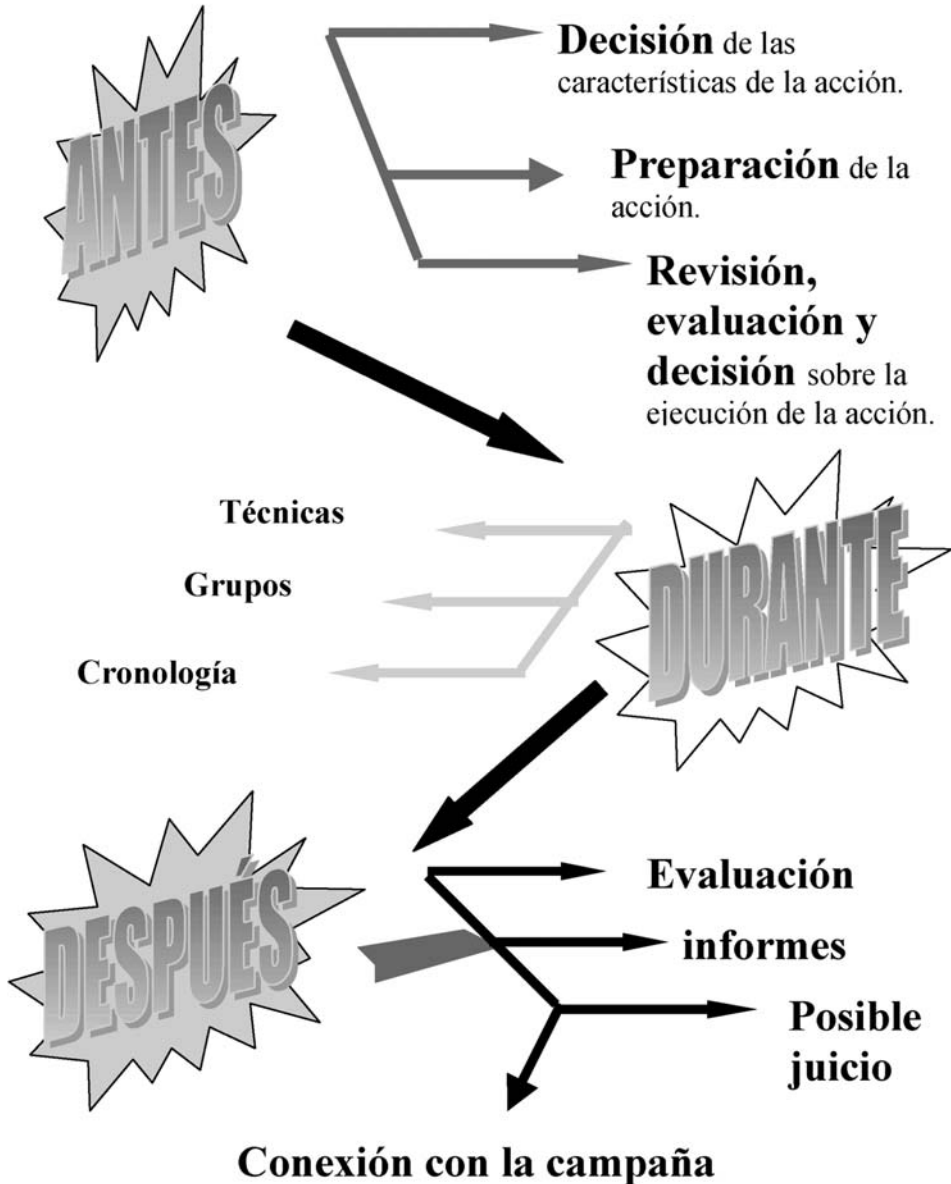 ANTES
Decisión de las
características de la acción.
Preparación de la
acción.
Revisión,
evaluación y
decisión sobre la
ejecución de la acción.
DURANTE
Técnicas
Grupos
Cronología
DESPUÉS
Evaluación
informes
Posible
juicio
Conexión con la campaña